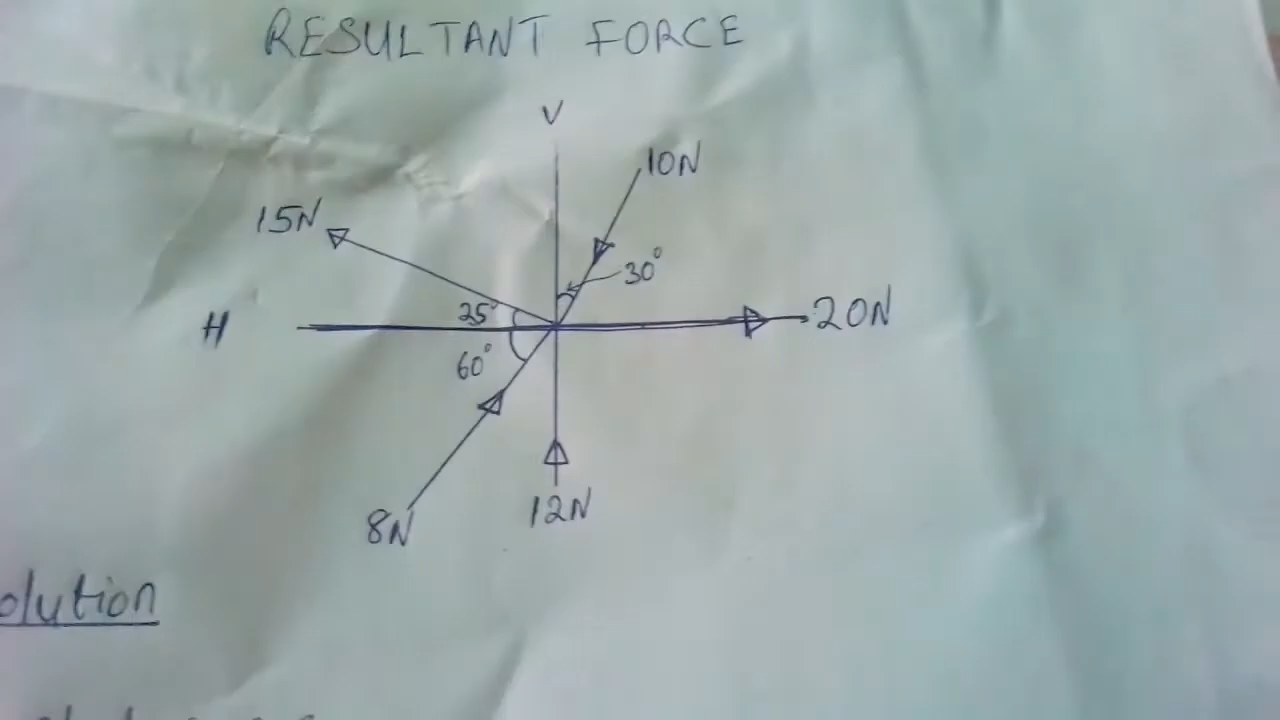 RESULTANT FORCE
V
10N
15N
30°
25°
H
20N
60°
12N
8N
olution